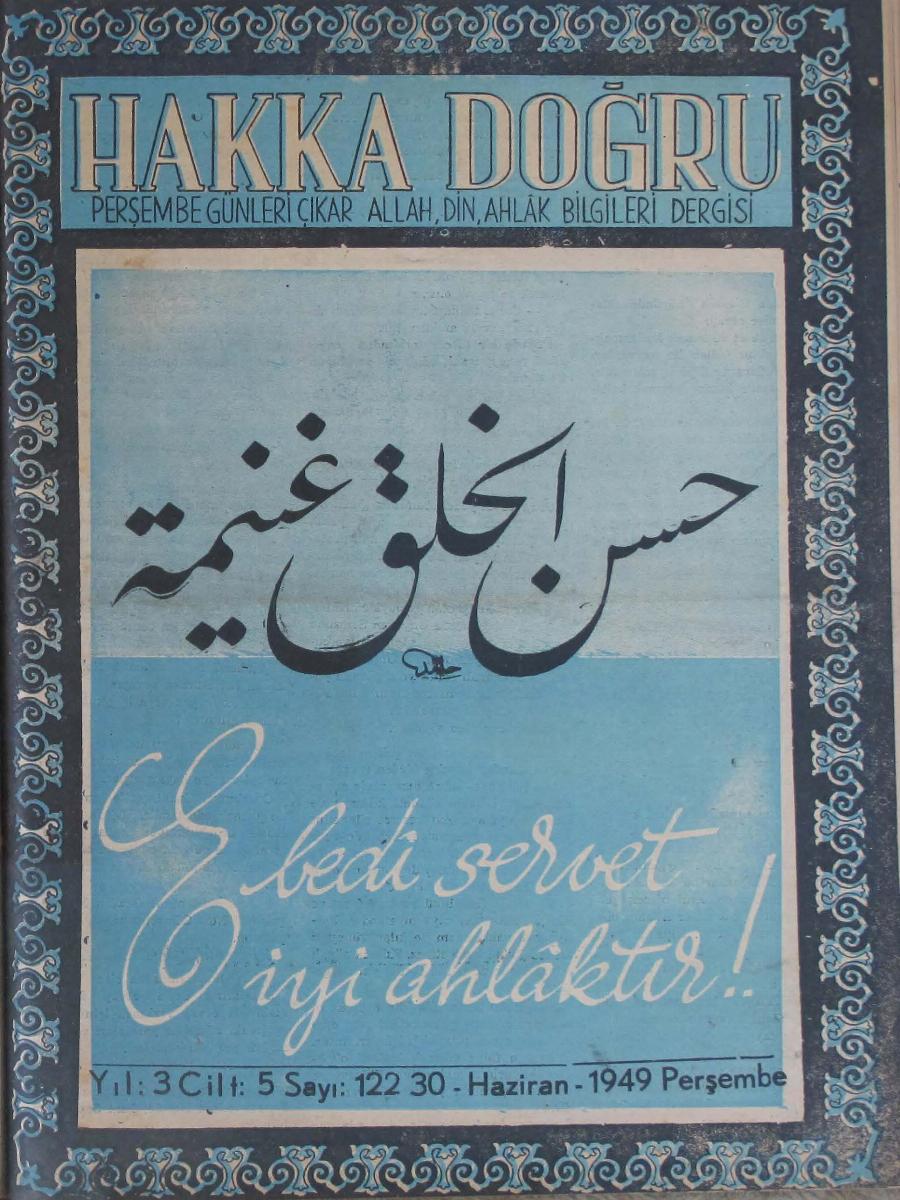 HAKKA DOĞRU
PERŞEMBE GÜNLERİ ÇIKAR ALLAH, DİN, AHLÂK BİLGİLERİ DERGİSİ
حسن الخلق غنيمة
حامد
Ebedi servet
iyi ahlâktır!..
Yıl: 3 Cilt: 5 Sayı: 122 30 - Haziran - 1949 Perşembe